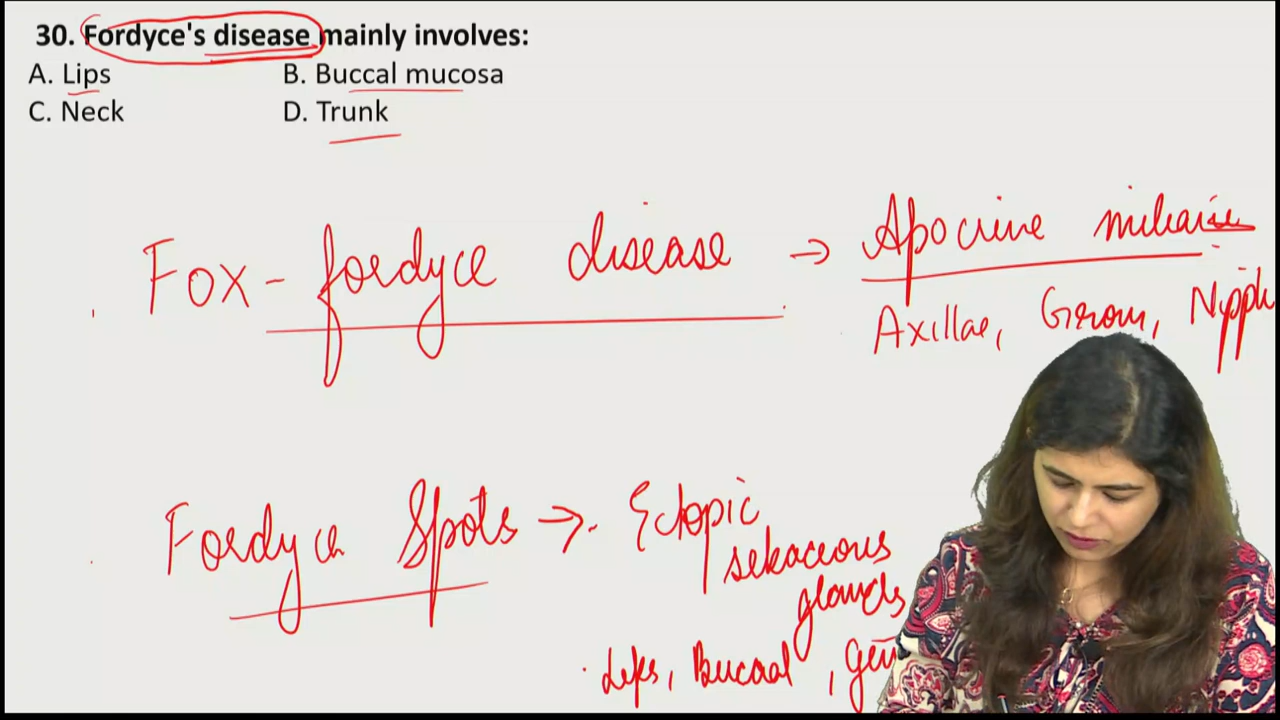 30. Fordyce's disease mainly involves:
A. Lips B. Buccal mucosa
C. Neck D. Trunk
Fox-fordyce disease → Apocrine miliaria
Axillae, Groin,
Fordyce Spots → Ectopic
sebaceous
glands
Lips, Buccal,